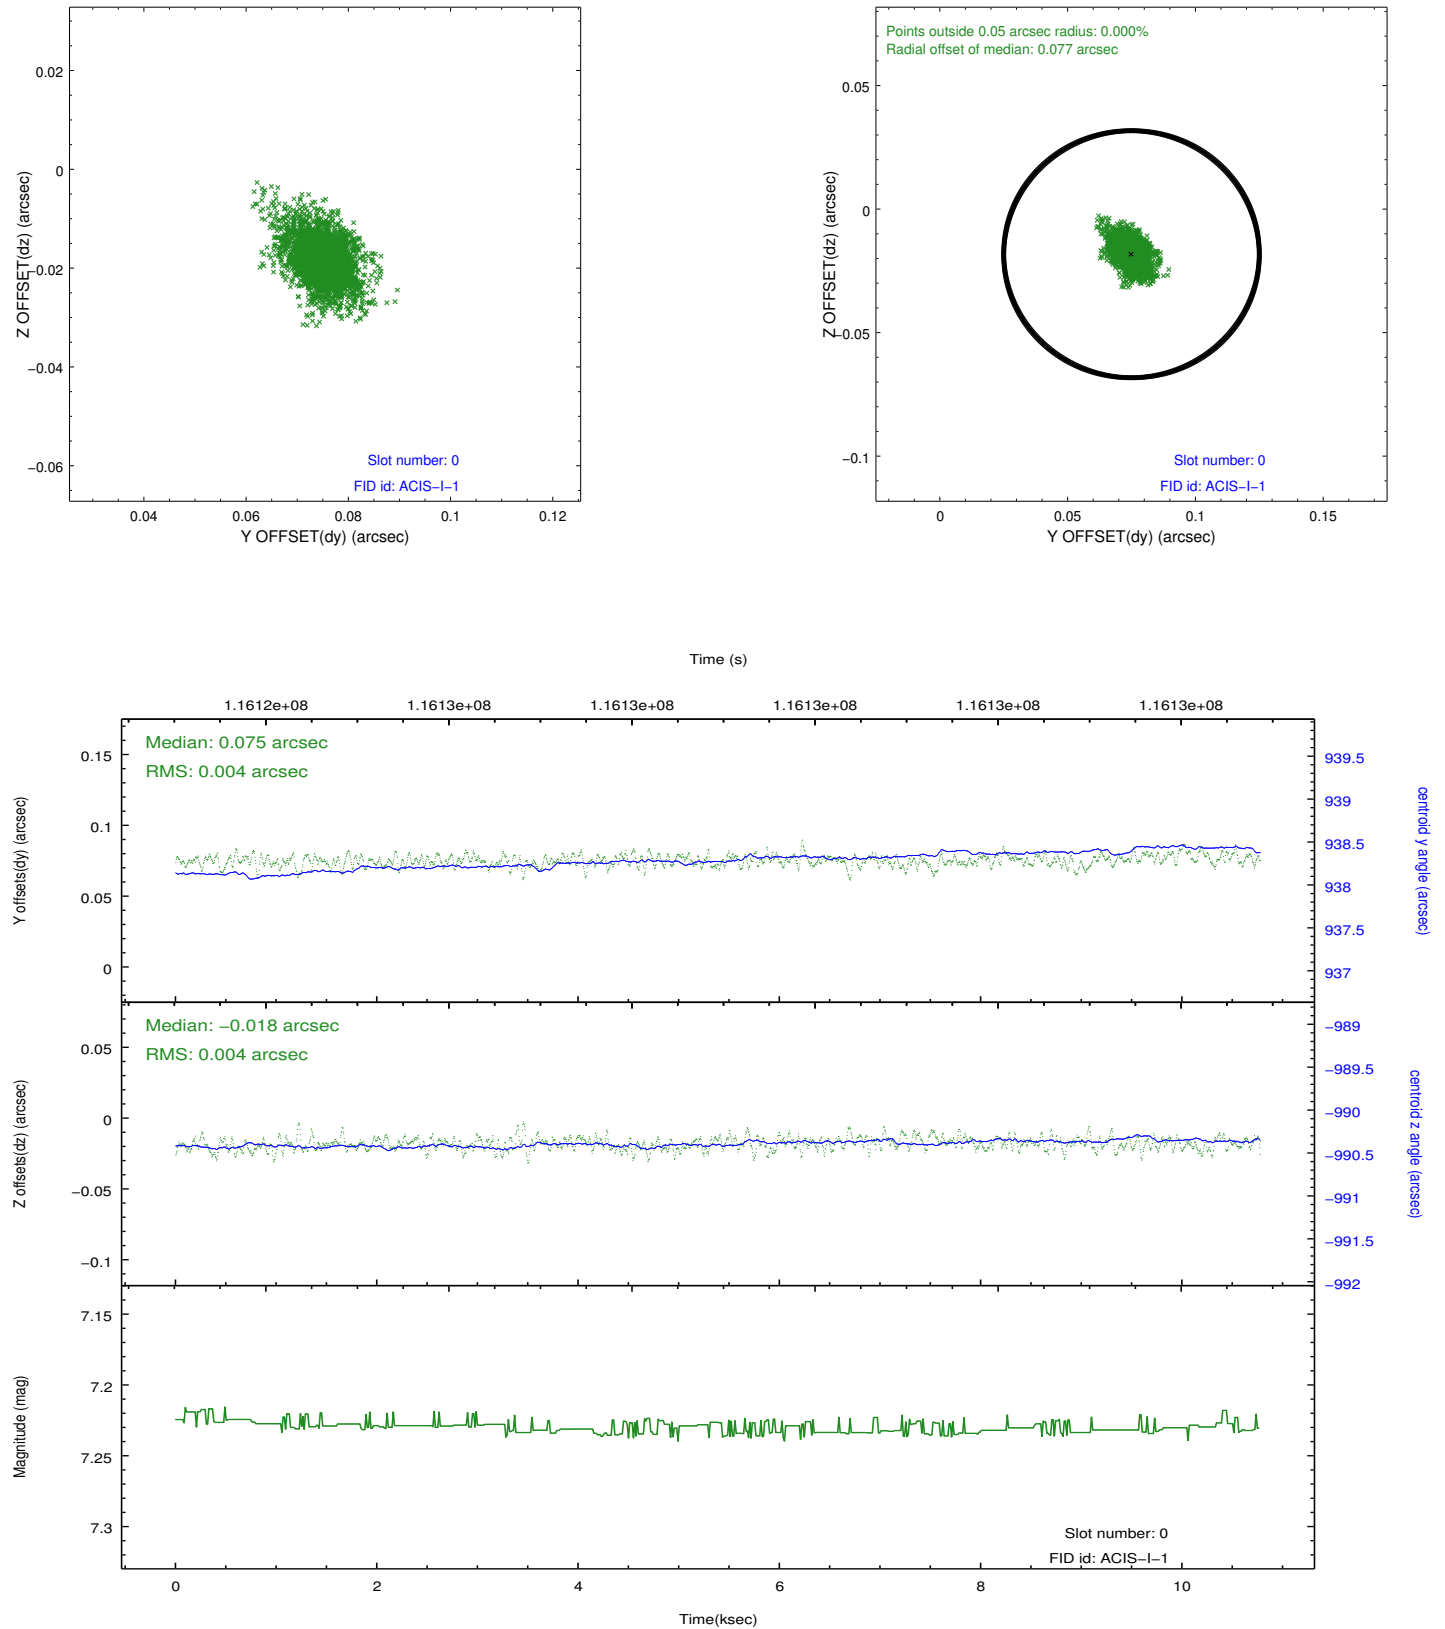 0.02
0
−0.02
−0.04
−0.06
Z OFFSET(dz) (arcsec)
Slot number: 0
FID id: ACIS−I−1
0.04 0.06 0.08 0.1 0.12
Y OFFSET(dy) (arcsec)
Points outside 0.05 arcsec radius: 0.000%
Radial offset of median: 0.077 arcsec
0.05
0
−0.05
−0.1
Z OFFSET(dz) (arcsec)
Slot number: 0
FID id: ACIS−I−1
0 0.05 0.1 0.15
Y OFFSET(dy) (arcsec)
Time (s)
1.1612e+08 1.1613e+08 1.1613e+08 1.1613e+08 1.1613e+08 1.1613e+08
Median: 0.075 arcsec
RMS: 0.004 arcsec
0.15
0.1
0.05
0
Y offsets(dy) (arcsec)
939.5
939
938.5
938
937.5
937
centroid y angle (arcsec)
Median: −0.018 arcsec
RMS: 0.004 arcsec
0.05
0
−0.05
−0.1
Z offsets(dz) (arcsec)
−989
−989.5
−990
−990.5
−991
−991.5
−992
centroid z angle (arcsec)
7.15
7.2
7.25
7.3
Magnitude (mag)
Slot number: 0
FID id: ACIS−I−1
0 2 4 6 8 10
Time(ksec)